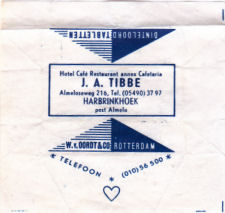 DINTELOORD TABLETTEN
Hotel Café Restaurant annex Cafetaria
J. A. TIBBE
Almeloseweg 216, Tel. (05490) 37 97
HARBRINKHOEK
post Almelo
W. v. OORDT & CO. ROTTERDAM
* TELEFOON * (010) 56 500 *